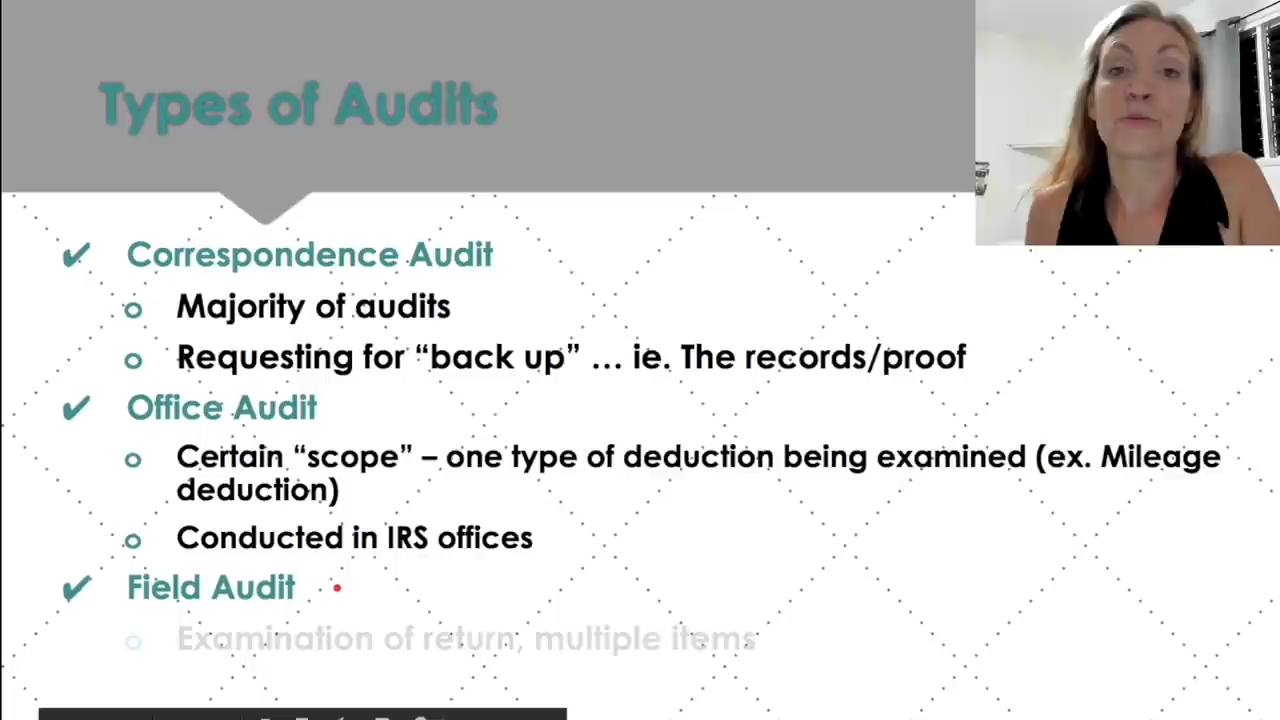 Types of Audits
✔ Correspondence Audit
o Majority of audits
o Requesting for “back up” … ie. The records/proof
✔ Office Audit
o Certain “scope” – one type of deduction being examined (ex. Mileage
deduction)
o Conducted in IRS offices
✔ Field Audit
o Examination of return, multiple items